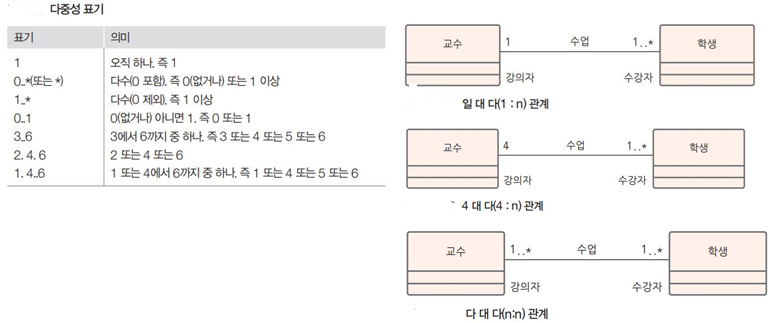 다중성 표기
표기 의미
1 오직 하나. 즉 1
0..*(또는 *) 다수(0 포함). 즉 0(없거나) 또는 1 이상
1..* 다수(0 제외). 즉 1 이상
0..1 0(없거나) 아니면 1. 즉 0 또는 1
3..6 3에서 6까지 중 하나. 즉 3 또는 4 또는 5 또는 6
2. 4. 6 2 또는 4 또는 6
1. 4..6 1 또는 4에서 6까지 중 하나. 즉 1 또는 4 또는 5 또는 6
교수 1 수업 1..* 학생
강의자 수강자
일 대 다(1 : n) 관계
교수 4 수업 1..* 학생
강의자 수강자
4 대 다(4 : n) 관계
교수 1..* 수업 1..* 학생
강의자 수강자
다 대 다(n:n) 관계